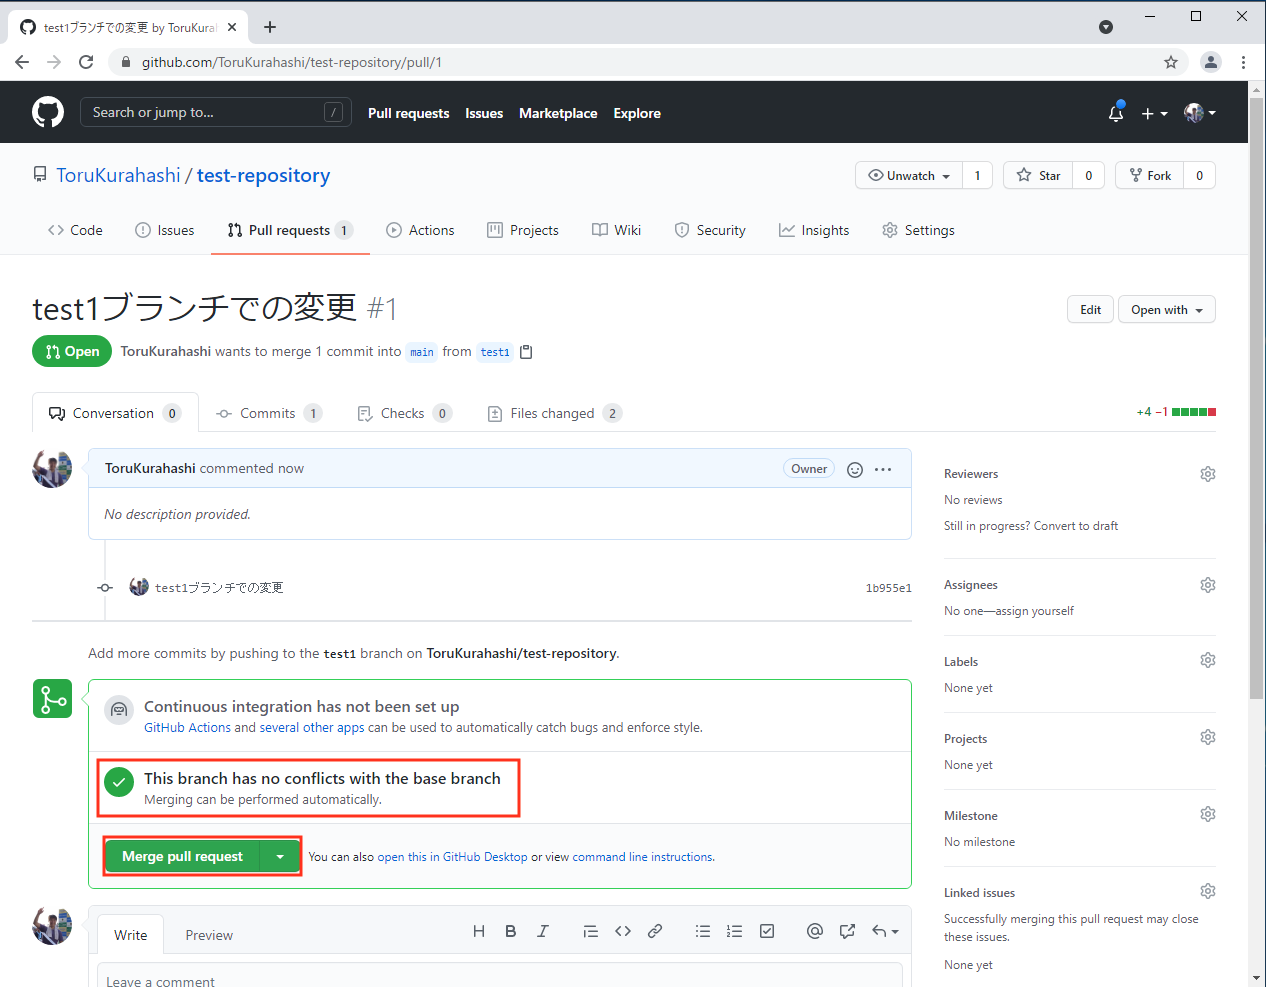 test1ブランチでの変更 by ToruKura
github.com/ToruKurahashi/test-repository/pull/1
Search or jump to... /
Pull requests Issues Marketplace Explore
ToruKurahashi / test-repository
Unwatch 1 Star 0 Fork 0
Code Issues Pull requests 1 Actions Projects Wiki Security Insights Settings
test1ブランチでの変更 #1
Edit Open with
Open ToruKurahashi wants to merge 1 commit into main from test1
Conversation 0 Commits 1 Checks 0 Files changed 2
+4 −1
ToruKurahashi commented now
Owner
No description provided.
test1ブランチでの変更
1b955e1
Add more commits by pushing to the test1 branch on ToruKurahashi/test-repository.
Continuous integration has not been set up
GitHub Actions and several other apps can be used to automatically catch bugs and enforce style.
This branch has no conflicts with the base branch
Merging can be performed automatically.
Merge pull request
You can also open this in GitHub Desktop or view command line instructions.
Write Preview
Leave a comment
Reviewers
No reviews
Still in progress? Convert to draft
Assignees
No one—assign yourself
Labels
None yet
Projects
None yet
Milestone
No milestone
Linked issues
Successfully merging this pull request may close
these issues.
None yet